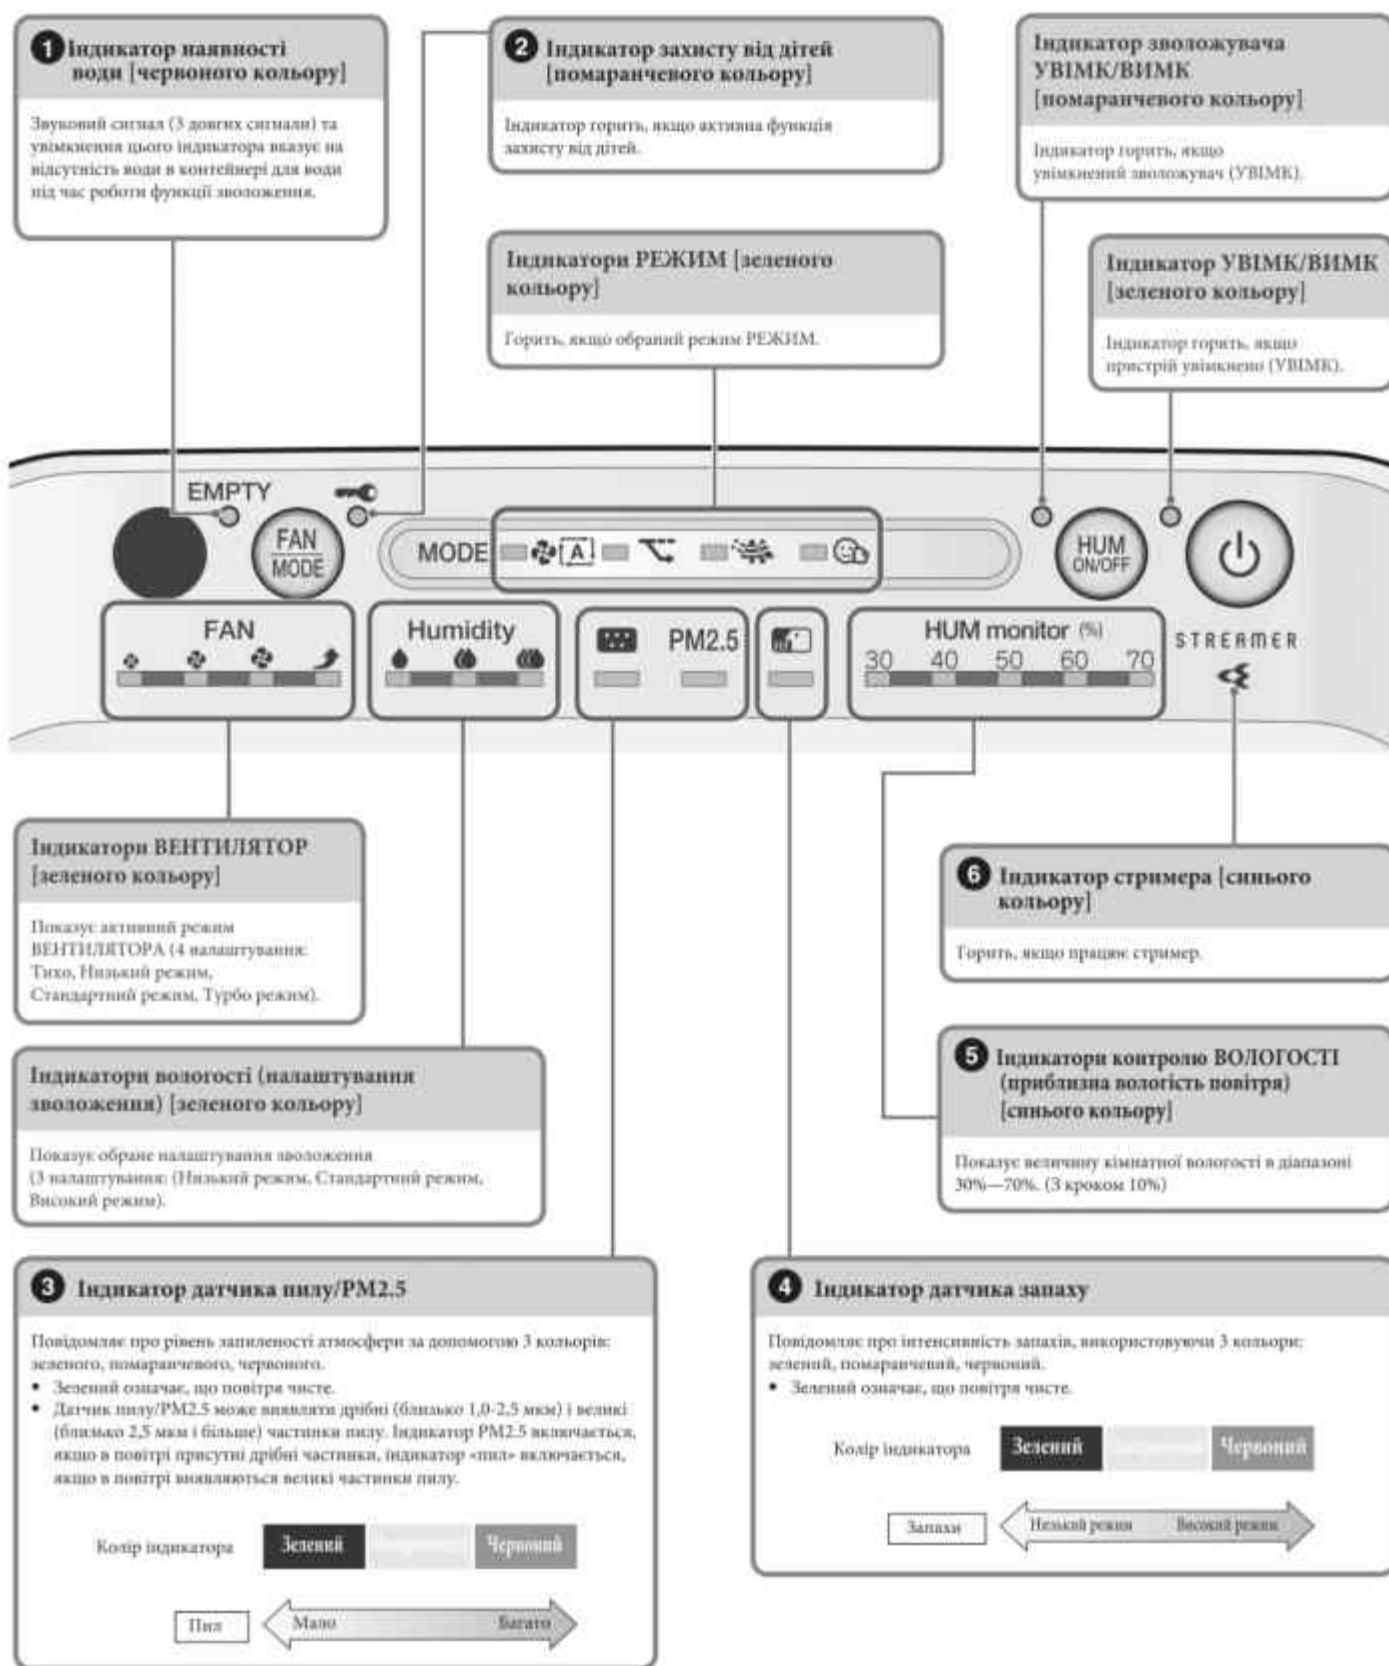 1 Індикатор наявності
води [червоного кольору]
Звуковий сигнал (3 довгих сигнали) та
увімкнення цього індикатора вказує на
відсутність води в контейнері для води
під час роботи функції зволоження.
2 Індикатор захисту від дітей
[помаранчевого кольору]
Індикатор горить, якщо активна функція
захисту від дітей.
Індикатор зволожувача
УВІМК/ВИМК
[помаранчевого кольору]
Індикатор горить, якщо
увімкнений зволожувач (УВІМК).
Індикатори РЕЖИМ [зеленого
кольору]
Горить, якщо обраний режим РЕЖИМ.
Індикатор УВІМК/ВИМК
[зеленого кольору]
Індикатор горить, якщо
пристрій увімкнено (УВІМК).
EMPTY
FAN
MODE
MODE
A
HUM
ON/OFF
FAN
Humidity
PM2.5
HUM monitor (%)
30 40 50 60 70
STREAMER
Індикатори ВЕНТИЛЯТОР
[зеленого кольору]
Показує активний режим
ВЕНТИЛЯТОРА (4 налаштування:
Тихо, Низький режим,
Стандартний режим, Турбо режим).
6 Індикатор стримера [синього
кольору]
Горить, якщо працює стример.
Індикатори вологості (налаштування
зволоження) [зеленого кольору]
Показує обране налаштування зволоження
(3 налаштування: (Низький режим, Стандартний режим,
Високий режим).
5 Індикатори контролю ВОЛОГОСТІ
(приблизна вологість повітря)
[синього кольору]
Показує величину кімнатної вологості в діапазоні
30%—70%. (З кроком 10%)
3 Індикатор датчика пилу/PM2.5
Повідомляє про рівень запиленості атмосфери за допомогою 3 кольорів:
зеленого, помаранчевого, червоного.
• Зелений означає, що повітря чисте.
• Датчик пилу/PM2.5 може виявляти дрібні (близько 1,0-2,5 мкм) і великі
(близько 2,5 мкм і більше) частинки пилу. Індикатор PM2.5 включається,
якщо в повітрі присутні дрібні частинки, індикатор «пил» включається,
якщо в повітрі виявляються великі частинки пилу.
Колір індикатора Зелений Червоний
Пил Мало Багато
4 Індикатор датчика запаху
Повідомляє про інтенсивність запахів, використовуючи 3 кольори:
зелений, помаранчевий, червоний.
• Зелений означає, що повітря чисте.
Колір індикатора Зелений Червоний
Запахи Низький режим Високий режим